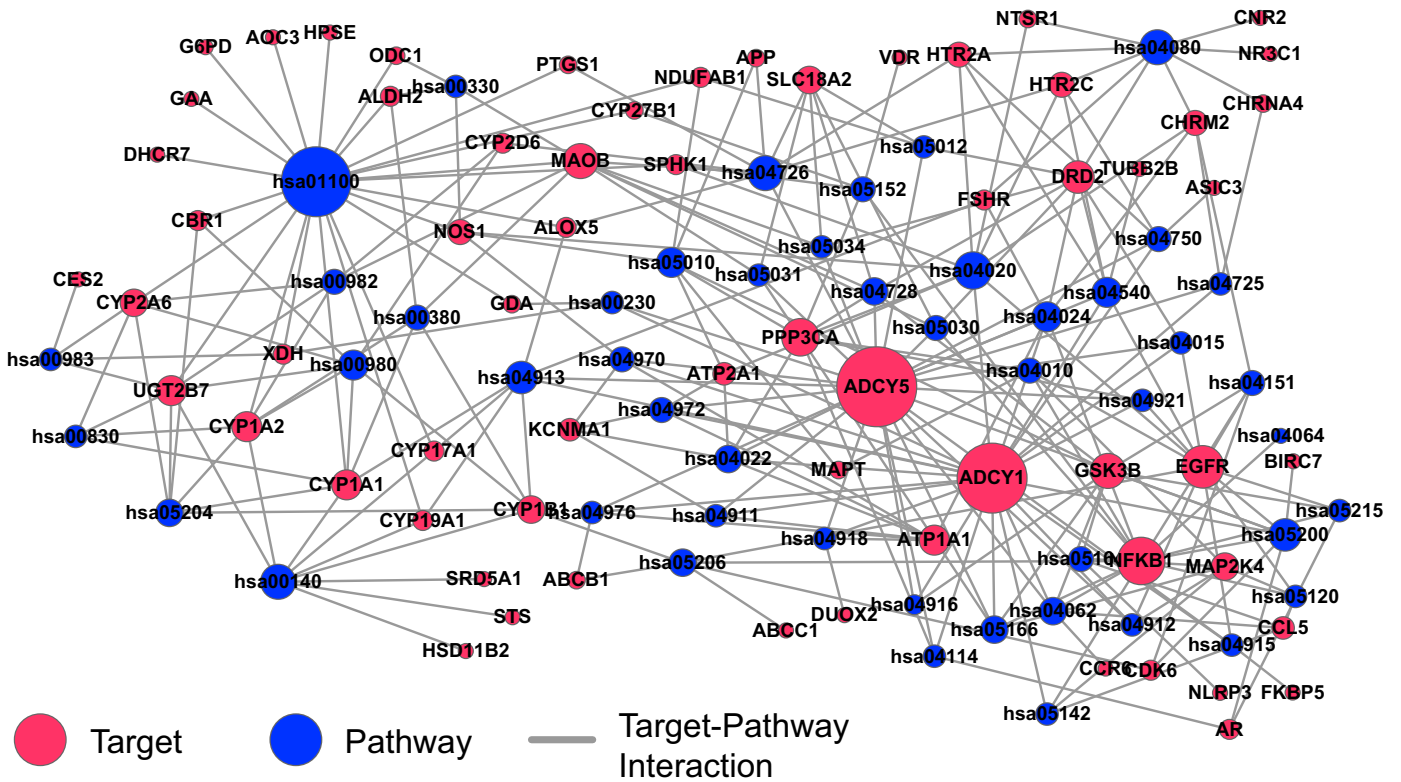 NTSR1
CNR2
G6PD
AOC3
HPSE
ODC1
hsa04080
NR3C1
PTGS1
APP
VDR
HTR2A
NDUFAB1
SLC18A2
GAA
ALDH2
hsa00330
HTR2C
CYP27B1
CHRNA4
CHRM2
DHCR7
CYP2D6
MAOB
SPHK1
hsa04726
hsa05012
hsa01100
hsa05152
DRD2
TUBB2B
ASIC3
FSHR
CBR1
NOS1
ALOX5
hsa05034
hsa04750
hsa05010
hsa05031
hsa04020
CES2
hsa00982
hsa04728
hsa04540
hsa04725
CYP2A6
GDA
hsa00230
hsa00380
hsa04024
hsa05030
PPP3CA
hsa00983
XDH
hsa00980
hsa04970
hsa04015
hsa04913
ATP2A1
ADCY5
hsa04010
hsa04151
UGT2B7
hsa04972
hsa04921
hsa00830
CYP1A2
KCNMA1
hsa04064
CYP17A1
hsa04022
MAPT
ADCY1
GSK3B
EGFR
BIRC7
CYP1A1
hsa05204
CYP19A1
CYP1B1
hsa04976
hsa04911
hsa05215
hsa04918
ATP1A1
hsa05200
hsa05206
NFKB1
MAP2K4
hsa00140
SRD5A1
ABCB1
hsa05120
STS
DUOX2
hsa04916
hsa04062
ABCC1
hsa05166
hsa04912
CCL5
HSD11B2
hsa04114
hsa04915
CCR6
CDK6
NLRP3
FKBP5
hsa05142
AR
Target
Pathway
Target-Pathway
Interaction